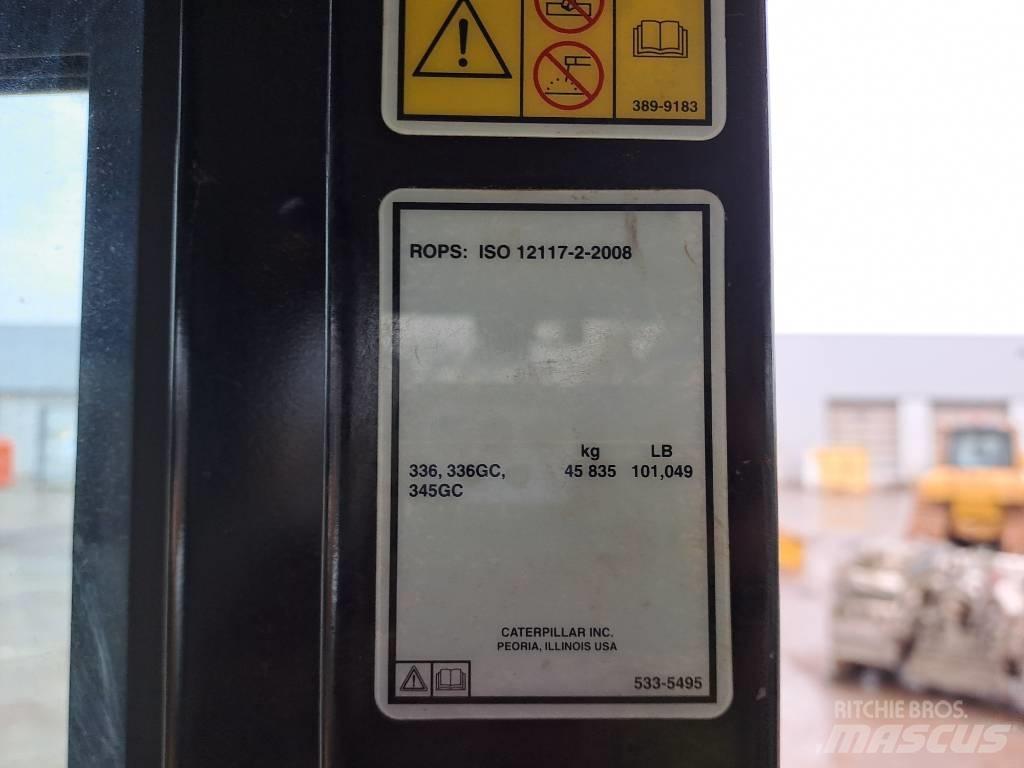 389-9183
ROPS: ISO 12117-2-2008
kg LB
336, 336GC, 45 835 101,049
345GC
CATERPILLAR INC.
PEORIA, ILLINOIS USA
533-5495
RITCHIE BROS.
MASCUS